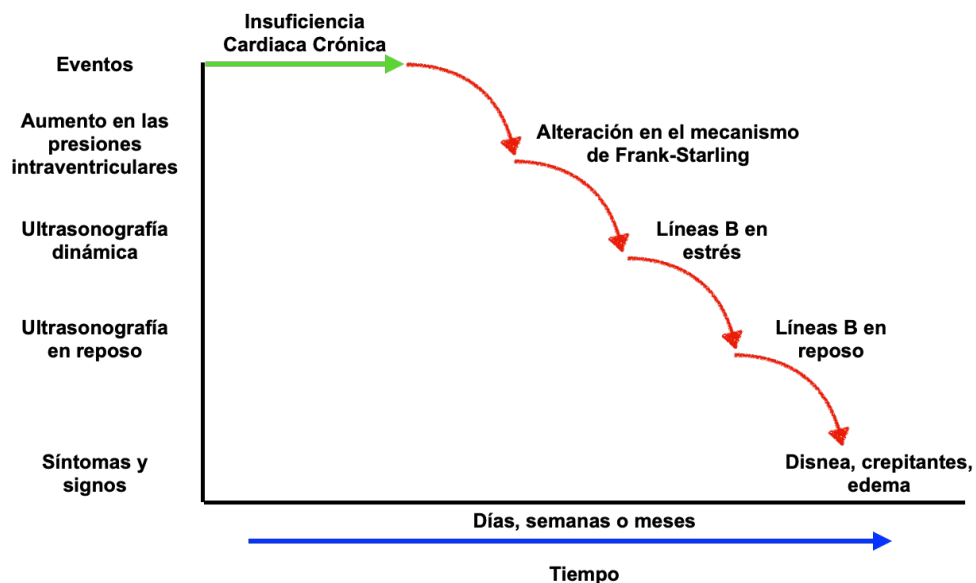 Insuficiencia
Cardiaca Crónica
Eventos
Aumento en las
presiones
intraventriculares
Alteración en el mecanismo
de Frank-Starling
Ultrasonografía
dinámica
Líneas B en
estrés
Ultrasonografía
en reposo
Líneas B en
reposo
Síntomas y
signos
Disnea, crepitantes,
edema
Días, semanas o meses
Tiempo